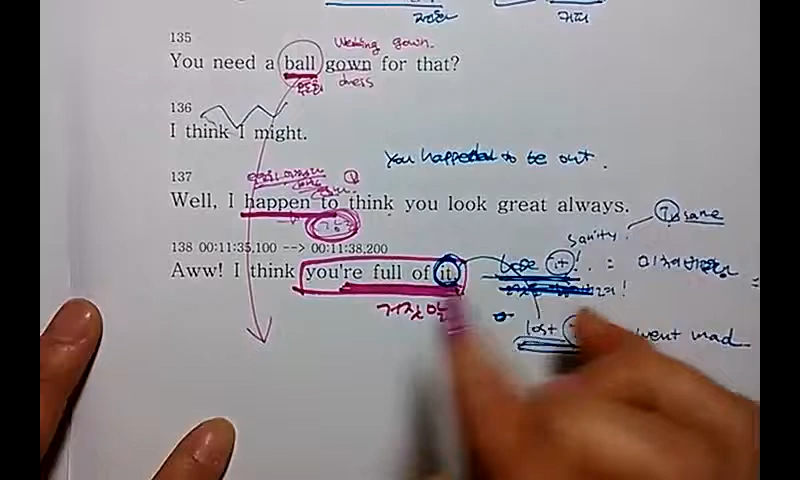 135
Wedding gown.
You need a ball gown for that?
dress
136
I think I might.
You happened to be out.
137
Well, I happen to think you look great always.
sane
sanity
138 00:11:35,100 --> 00:11:38,200
Aww! I think you're full of it.
lose it! :
거짓말
lost went mad